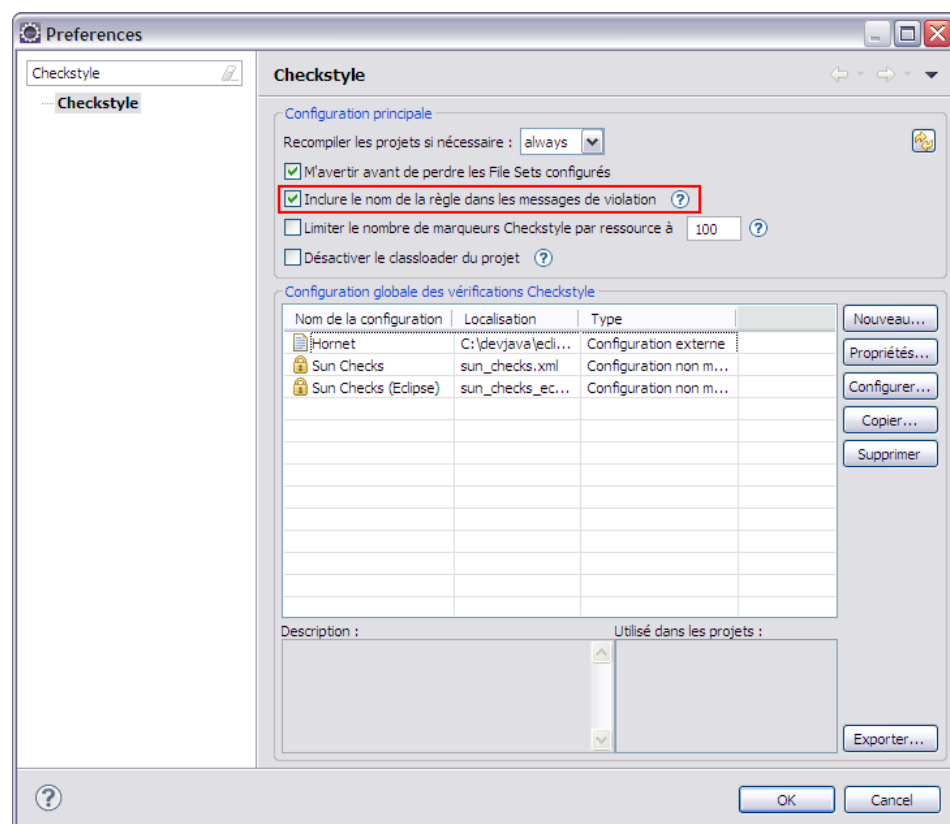 Preferences
Checkstyle
Checkstyle
Checkstyle
Configuration principale
Recompiler les projets si nécessaire : always
M'avertir avant de perdre les File Sets configurés
Inclure le nom de la règle dans les messages de violation
Limiter le nombre de marqueurs Checkstyle par ressource à 100
Désactiver le classloader du projet
Configuration globale des vérifications Checkstyle
Nom de la configuration Localisation Type
Hornet C:\devjava\ecli... Configuration externe
Sun Checks sun_checks.xml Configuration non m...
Sun Checks (Eclipse) sun_checks_ec... Configuration non m...
Nouveau...
Propriétés...
Configurer...
Copier...
Supprimer
Description : Utilisé dans les projets :
Exporter...
OK Cancel